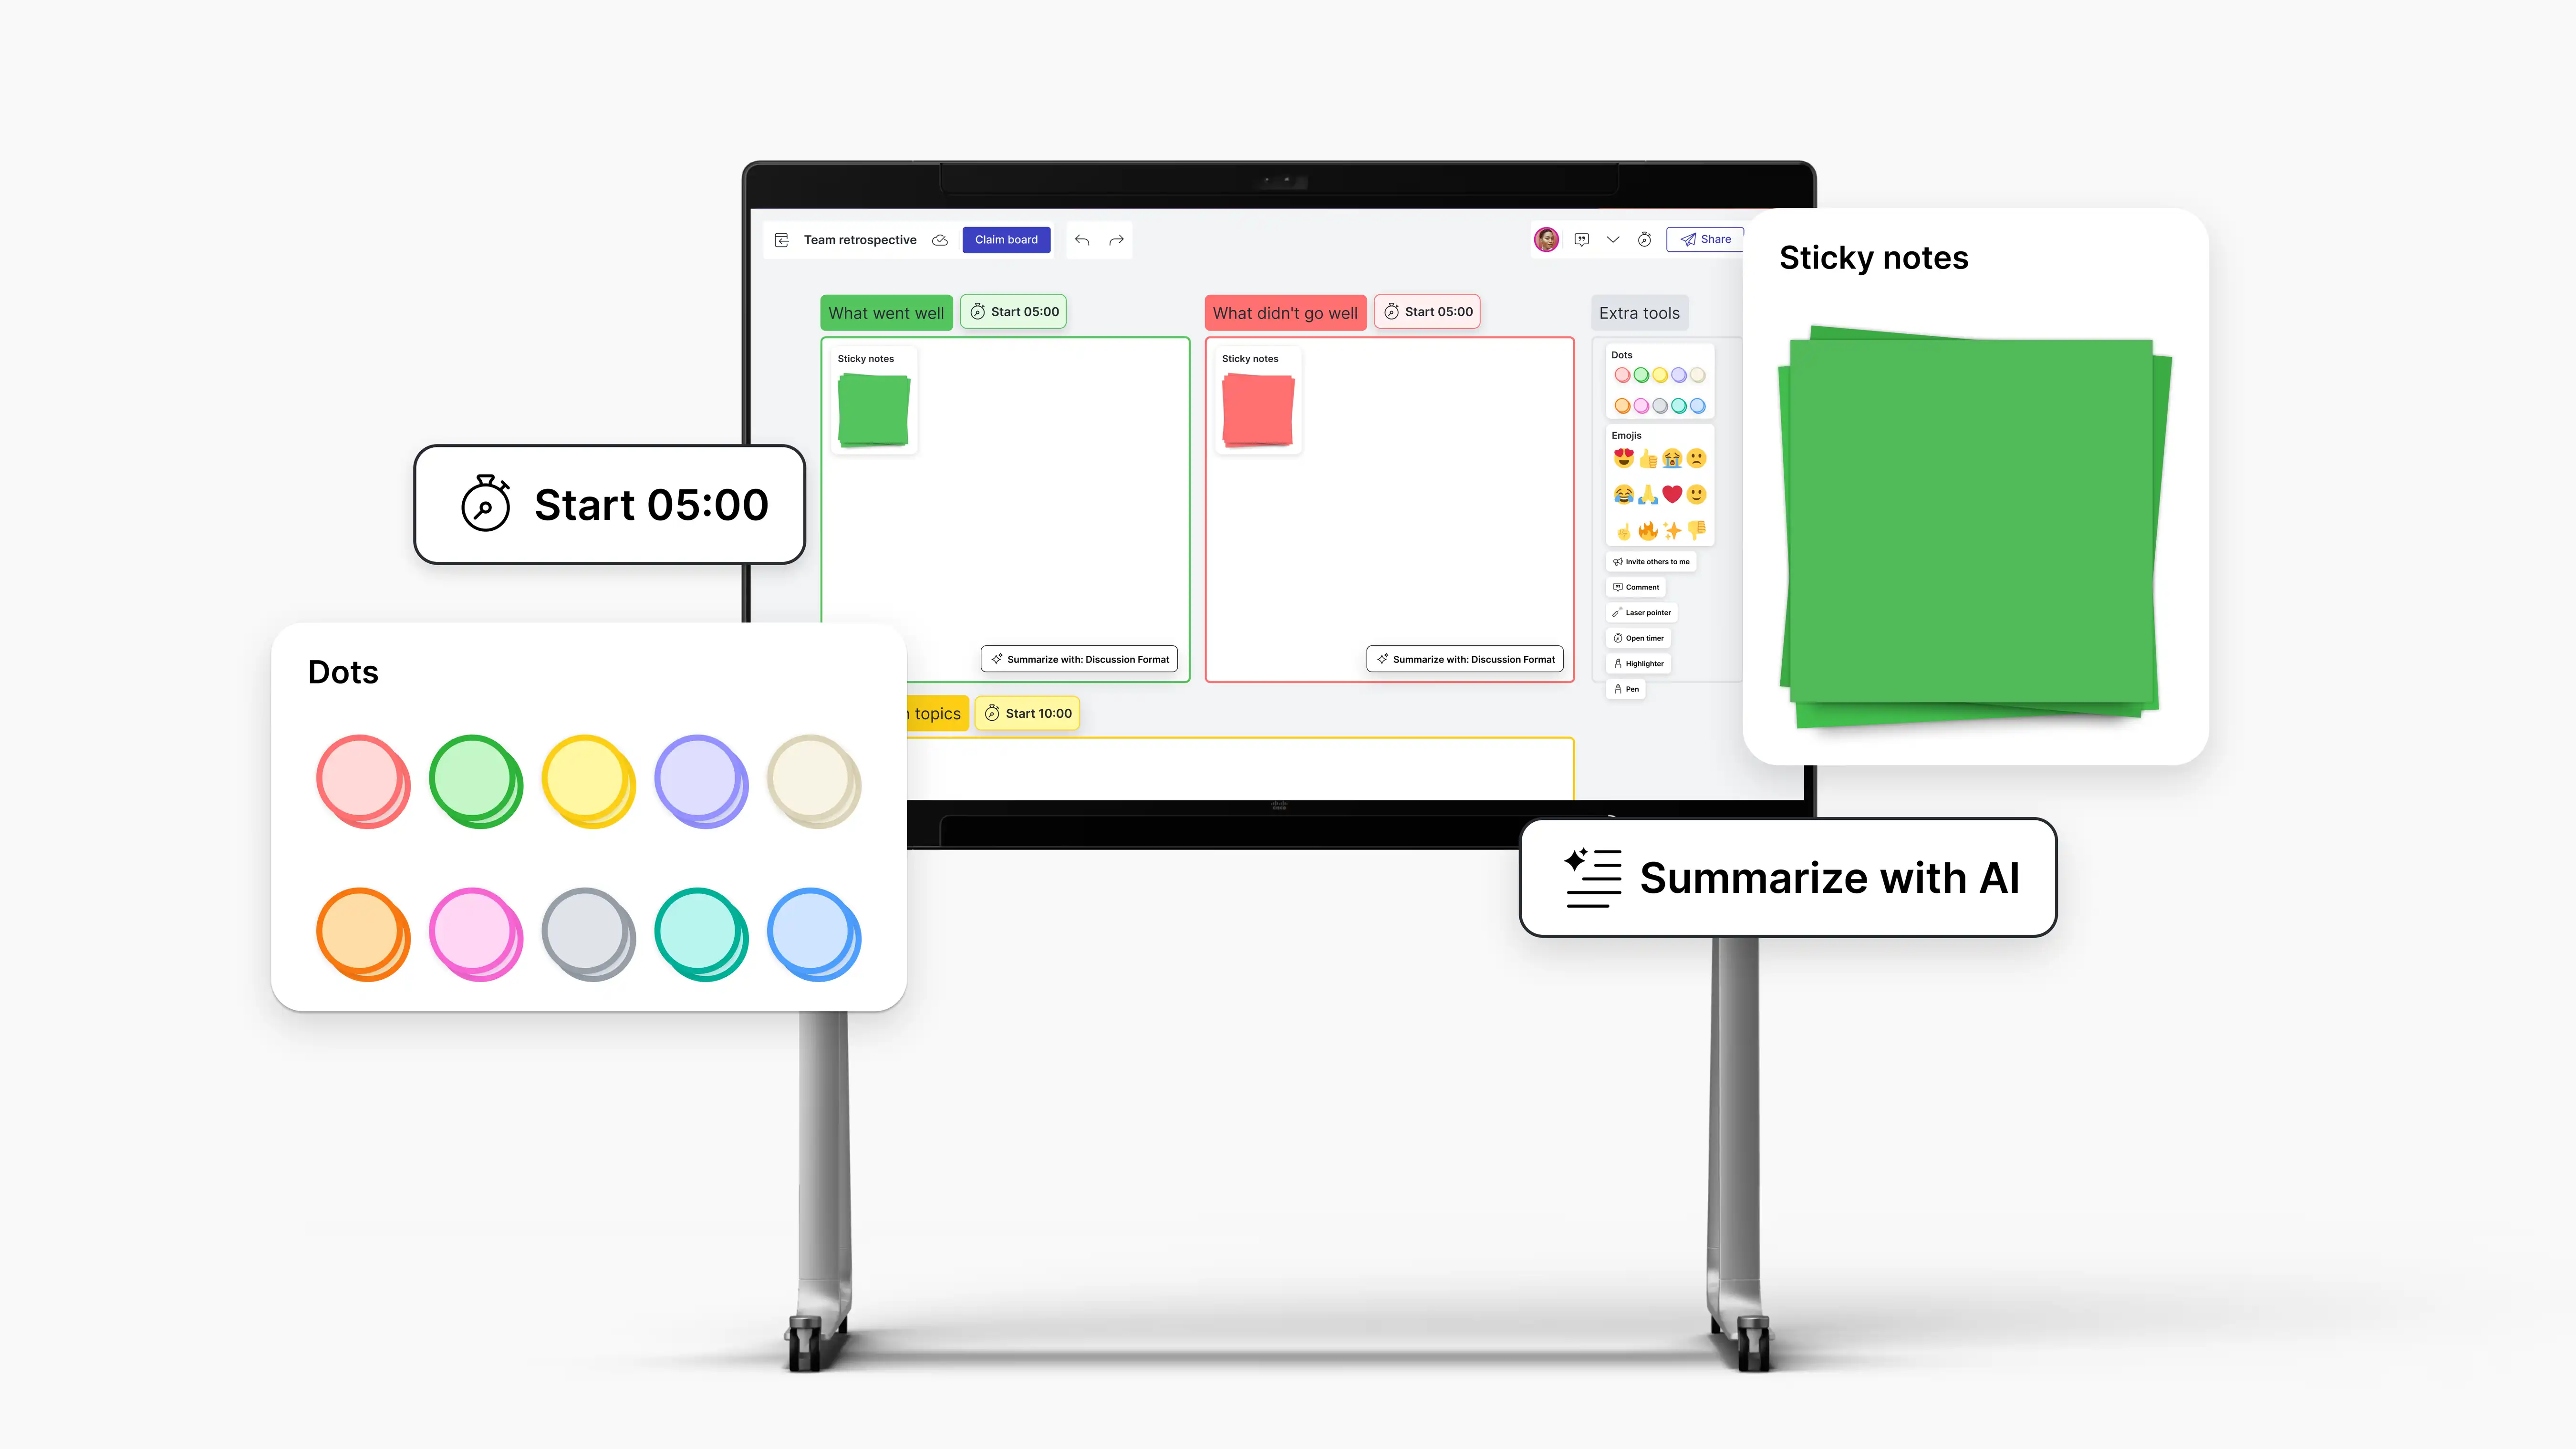 Team retrospective
Claim board
Share
Sticky notes
What went well
Start 05:00
What didn't go well
Start 05:00
Extra tools
Sticky notes
Sticky notes
Dots
Emojis
Start 05:00
Invite others to me
Comment
Laser pointer
Open timer
Highlighter
Pen
Summarize with: Discussion Format
Summarize with: Discussion Format
Dots
topics
Start 10:00
Summarize with AI